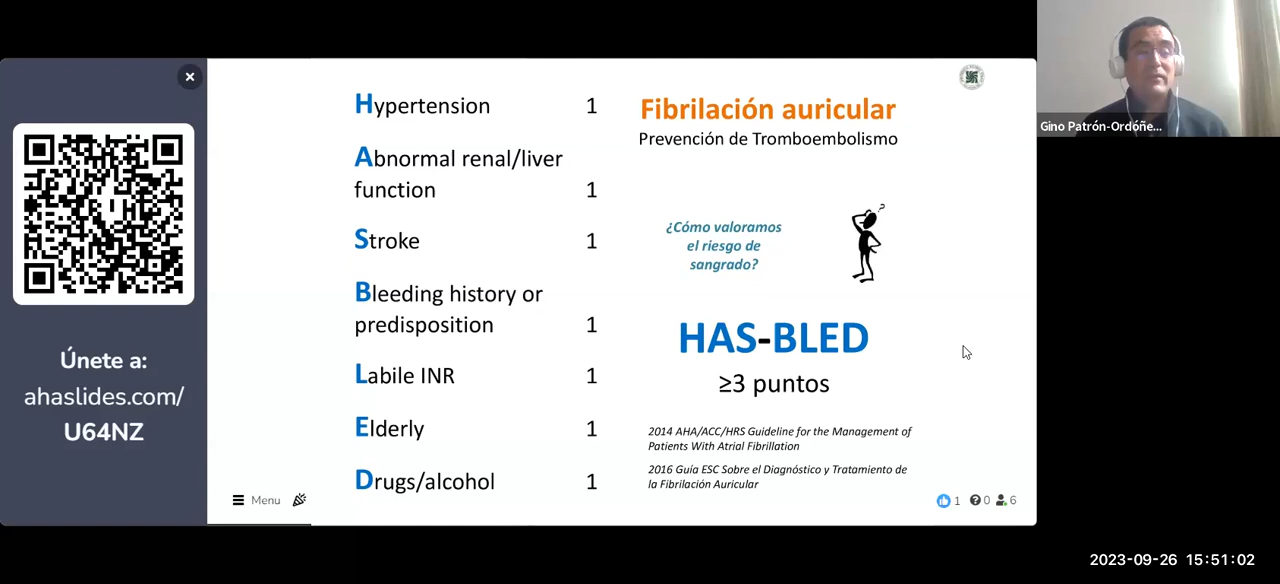 Únete a:
ahaslides.com/
U64NZ
Hypertension 1
Abnormal renal/liver
function 1
Stroke 1
Bleeding history or
predisposition 1
Labile INR 1
Elderly 1
Drugs/alcohol 1
Menu
Fibrilación auricular
Prevención de Tromboembolismo
¿Cómo valoramos
el riesgo de
sangrado?
?
HAS-BLED
≥3 puntos
2014 AHA/ACC/HRS Guideline for the Management of
Patients With Atrial Fibrillation
2016 Guía ESC Sobre el Diagnóstico y Tratamiento de
la Fibrilación Auricular
1 0 6
Gino Patrón-Ordóñe...
2023-09-26 15:51:02